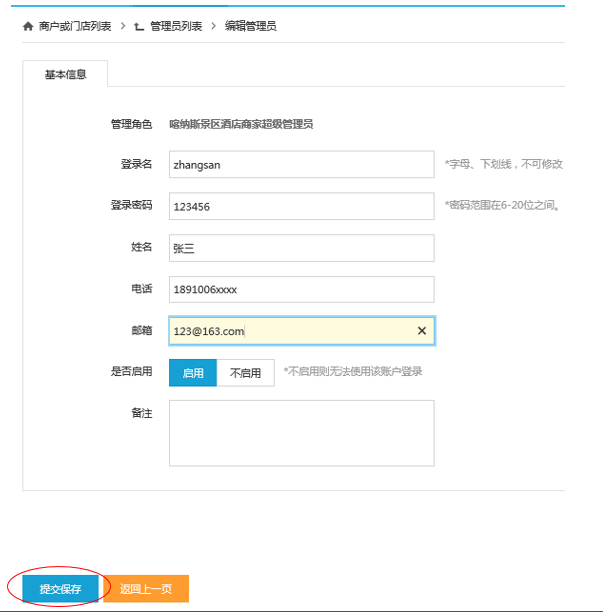 商户或门店列表 > 管理员列表 > 编辑管理员
基本信息
管理角色 喀纳斯景区酒店商家超级管理员
登录名 zhangsan *字母、下划线，不可修改
登录密码 123456 *密码范围在6-20位之间。
姓名 张三
电话 1891006xxxx
邮箱 123@163.com ×
是否启用 启用 不启用 *不启用则无法使用该账户登录
备注
提交保存 返回上一页